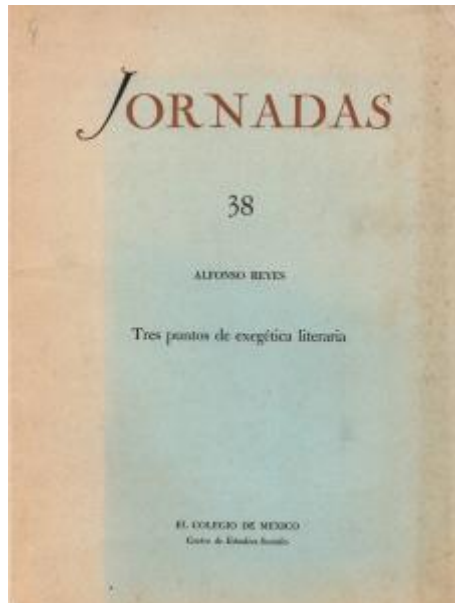 JORNADAS
38
ALFONSO REYES
Tres puntos de exegética literaria
EL COLEGIO DE MEXICO
Centro de Estudios Sociales